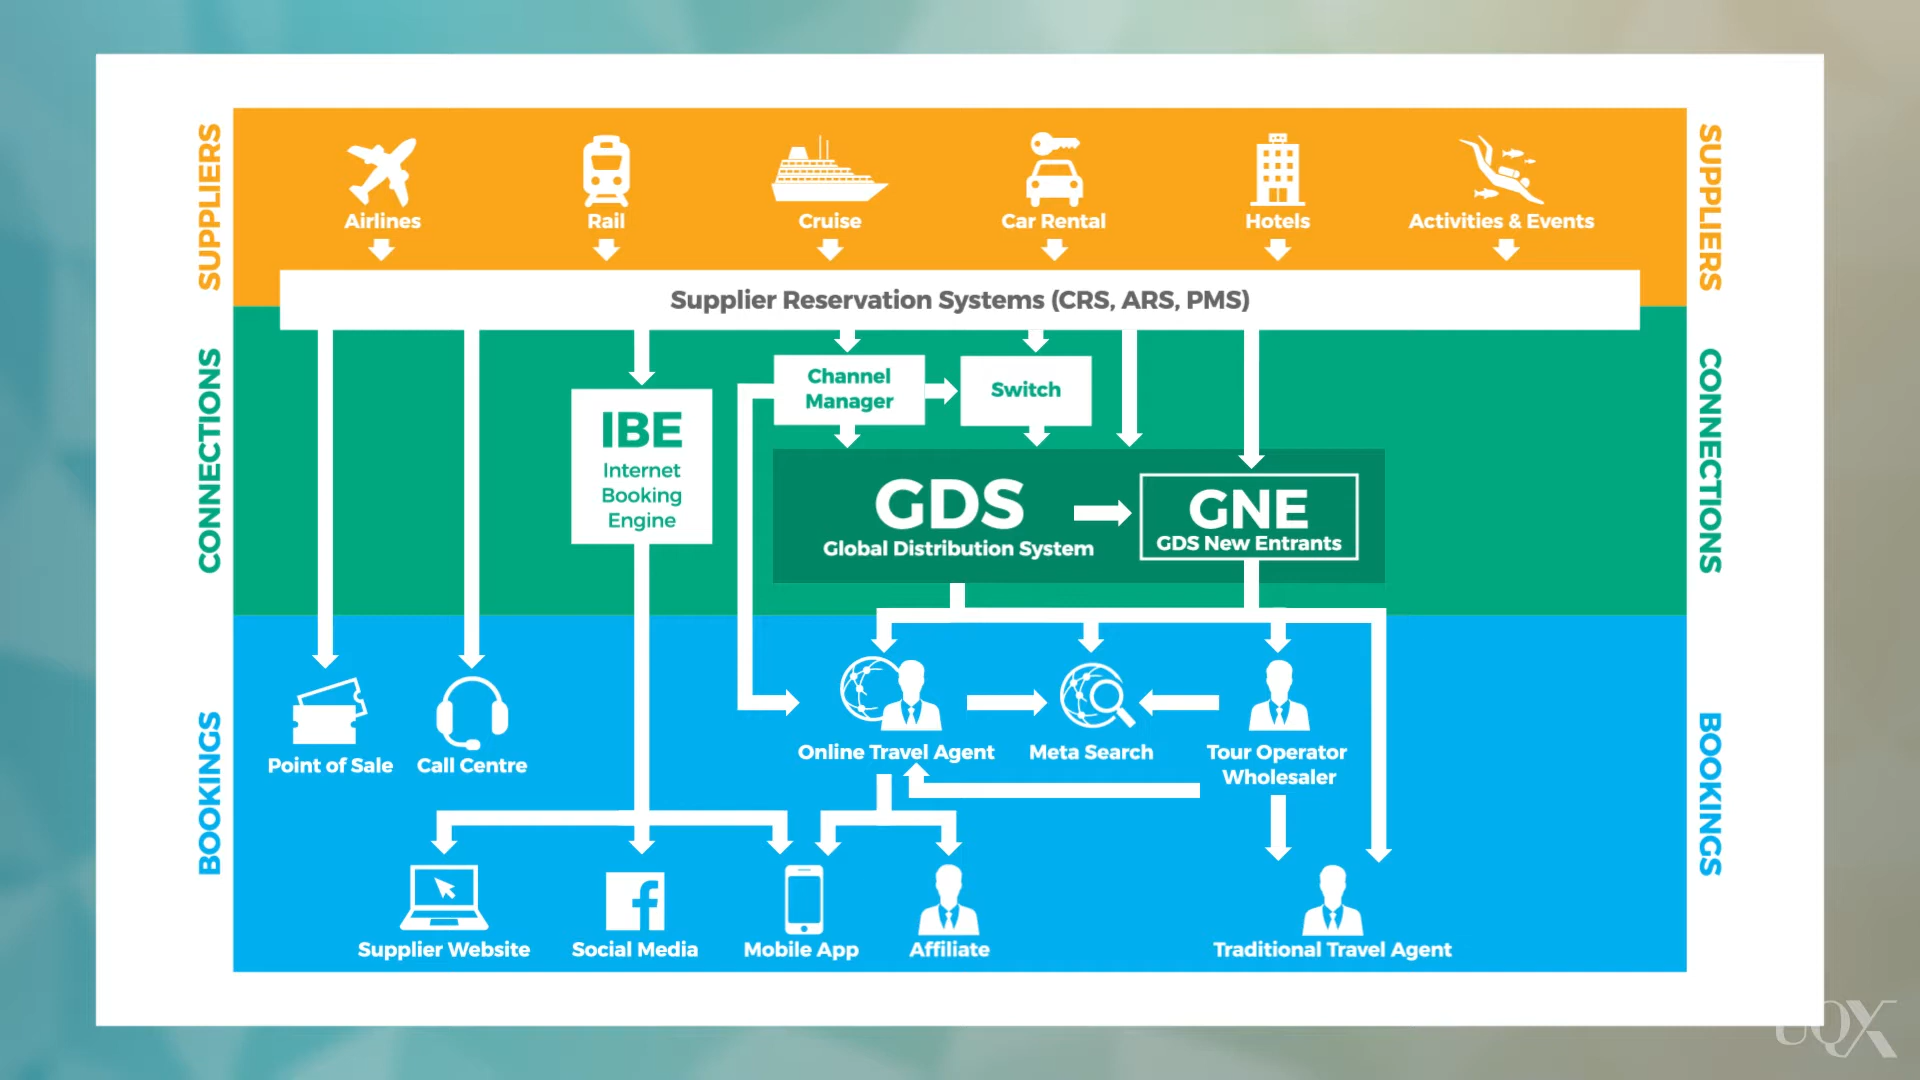 SUPPLIERS
SUPPLIERS
Airlines
Rail
Cruise
Car Rental
Hotels
Activities & Events
Supplier Reservation Systems (CRS, ARS, PMS)
CONNECTIONS
CONNECTIONS
Channel
Manager
Switch
IBE
Internet
Booking
Engine
GDS
Global Distribution System
GNE
GDS New Entrants
BOOKINGS
BOOKINGS
Point of Sale
Call Centre
Online Travel Agent
Meta Search
Tour Operator
Wholesaler
Supplier Website
Social Media
Mobile App
Affiliate
Traditional Travel Agent
UQX